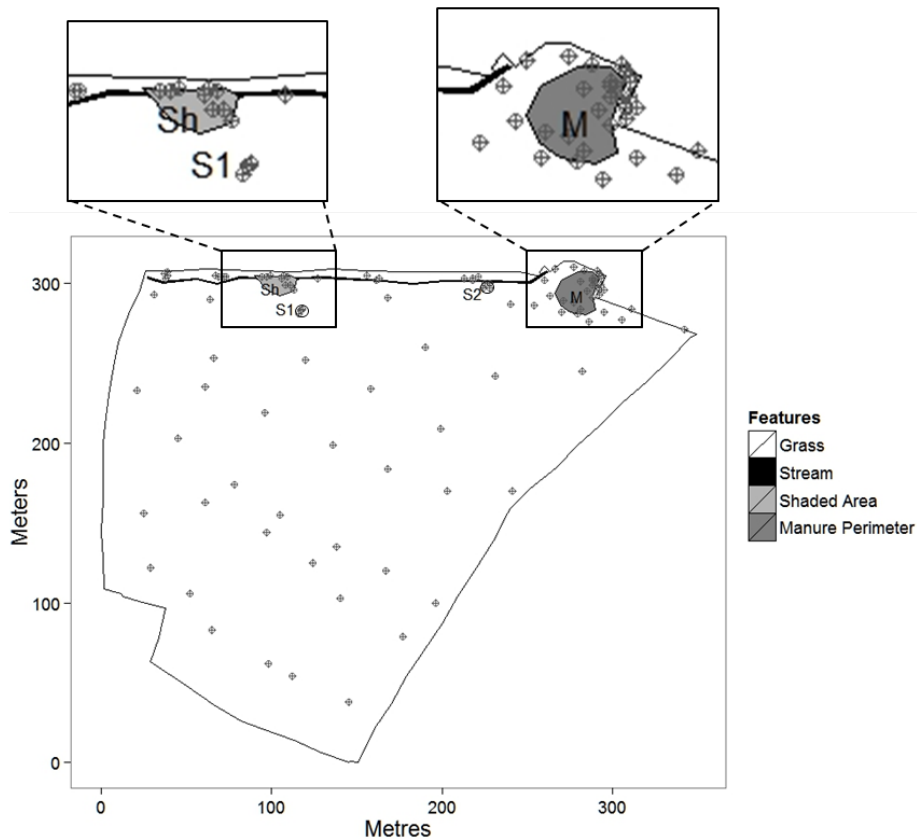 Sh
S1
M
300
200
100
0
Meters
Sh
S1
S2
M
0
100
200
300
Metres
Features
Grass
Stream
Shaded Area
Manure Perimeter